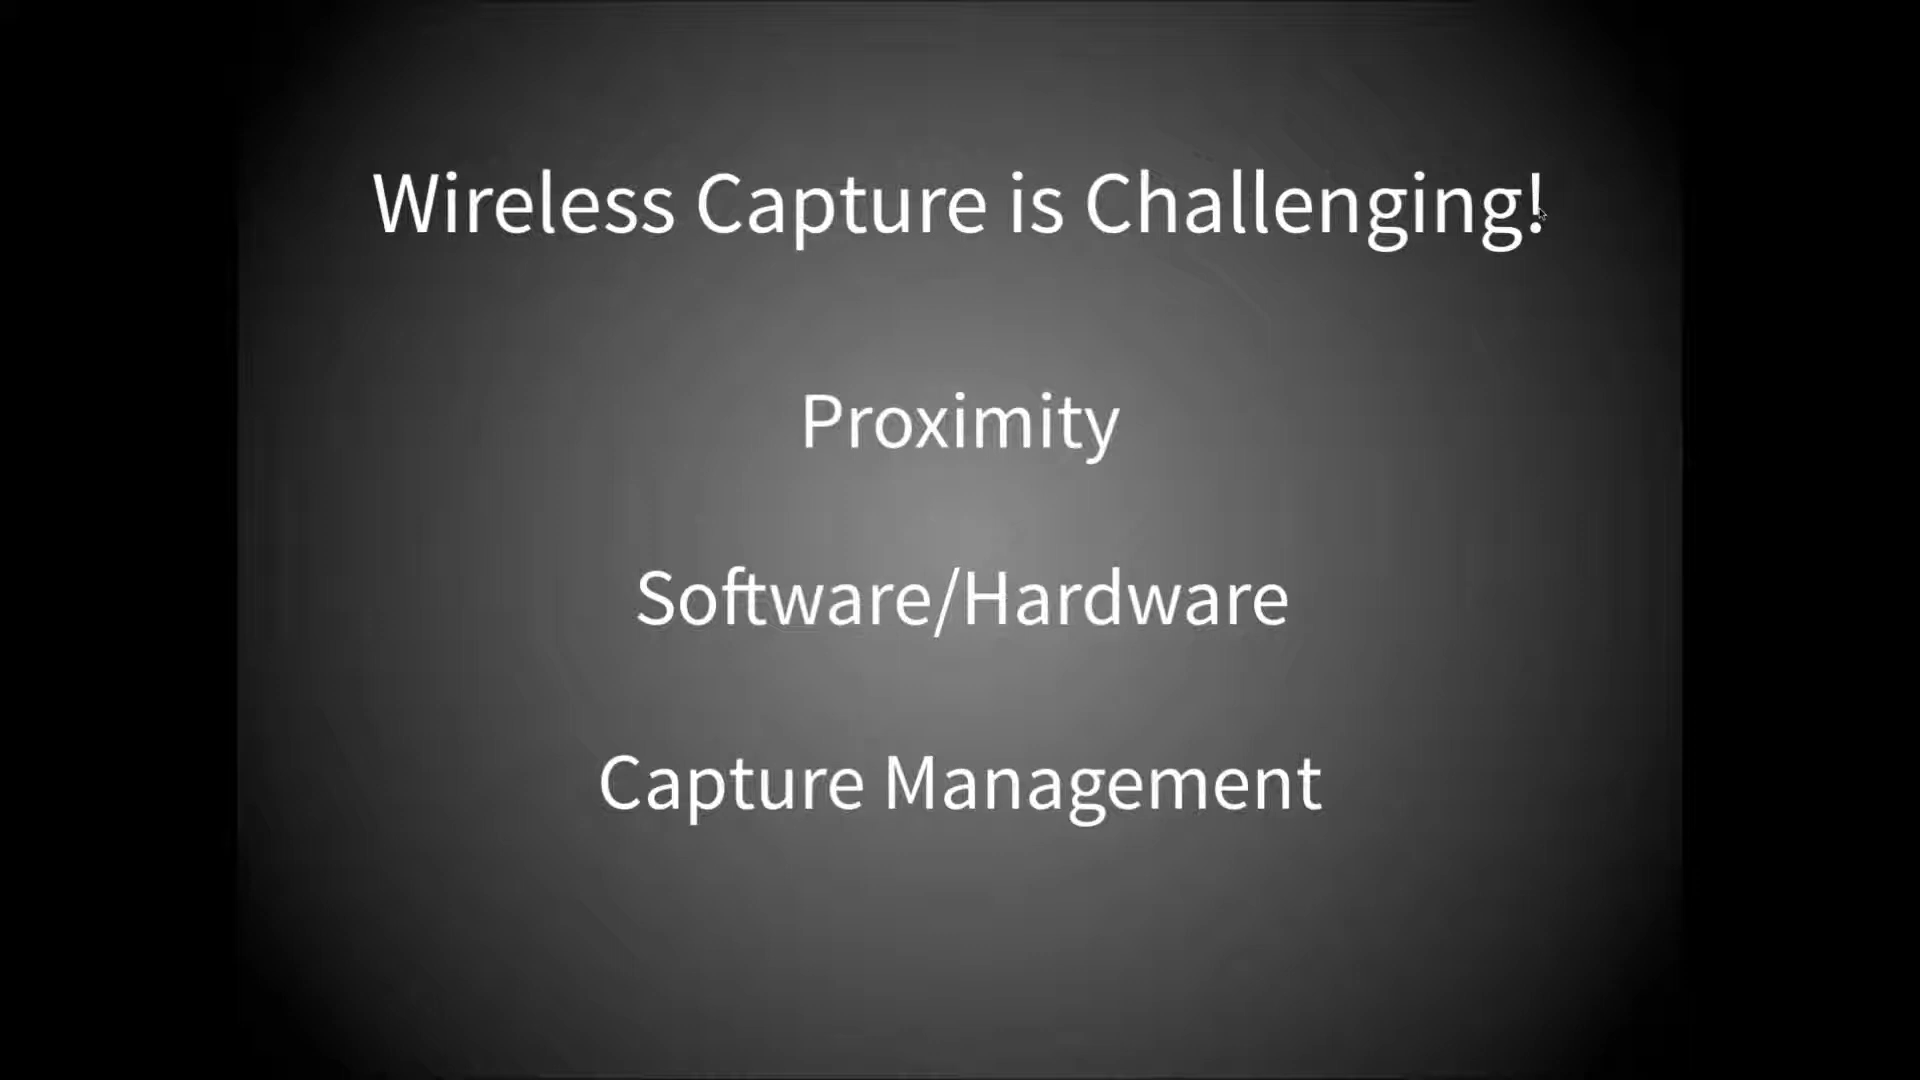 Wireless Capture is Challenging!
Proximity
Software/Hardware
Capture Management